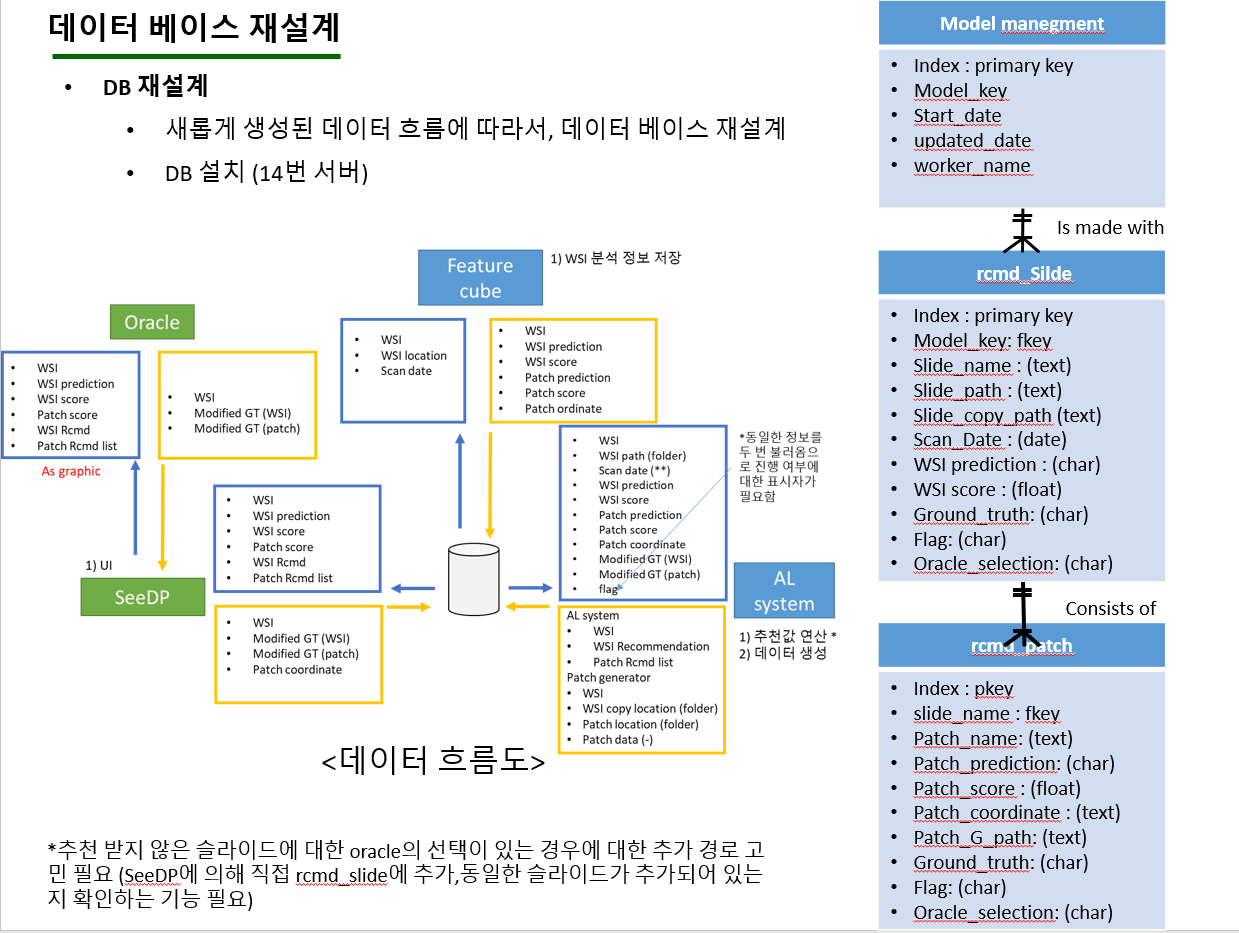 데이터 베이스 재설계
• DB 재설계
• 새롭게 생성된 데이터 흐름에 따라서, 데이터 베이스 재설계
• DB 설치 (14번 서버)
Feature
cube
1) WSI 분석 정보 저장
Oracle
• WSI
• WSI prediction
• WSI score
• Patch score
• WSI Rcmd
• Patch Rcmd list
As graphic
• WSI
• Modified GT (WSI)
• Modified GT (patch)
• WSI
• WSI location
• Scan date
• WSI
• WSI prediction
• WSI score
• Patch prediction
• Patch score
• Patch ordinate
• WSI
• WSI path (folder)
• Scan date (**)
• WSI prediction
• WSI score
• Patch prediction
• Patch score
• Patch coordinate
• Modified GT (WSI)
• Modified GT (patch)
• flag
*동일한 정보를
두 번 불러옴으
로 진행 여부에
대한 표시자가
필요함
• WSI
• WSI prediction
• WSI score
• Patch score
• WSI Rcmd
• Patch Rcmd list
1) UI
SeeDP
• WSI
• Modified GT (WSI)
• Modified GT (patch)
• Patch coordinate
AL
system
1) 추천값 연산 *
2) 데이터 생성
AL system
• WSI
• WSI Recommendation
• Patch Rcmd list
Patch generator
• WSI
• WSI copy location (folder)
• Patch location (folder)
• Patch data (-)
<데이터 흐름도>
*추천 받지 않은 슬라이드에 대한 oracle의 선택이 있는 경우에 대한 추가 경로 고
민 필요 (SeeDP에 의해 직접 rcmd_slide에 추가,동일한 슬라이드가 추가되어 있는
지 확인하는 기능 필요)
Model manegment
• Index : primary key
• Model_key
• Start_date
• updated_date
• worker_name
Is made with
rcmd_Silde
• Index : primary key
• Model_key: fkey
• Slide_name : (text)
• Slide_path : (text)
• Slide_copy_path (text)
• Scan_Date : (date)
• WSI prediction : (char)
• WSI score : (float)
• Ground_truth: (char)
• Flag: (char)
• Oracle_selection: (char)
Consists of
rcmd_patch
• Index : pkey
• slide_name : fkey
• Patch_name: (text)
• Patch_prediction: (char)
• Patch_score : (float)
• Patch_coordinate : (text)
• Patch_G_path: (text)
• Ground_truth: (char)
• Flag: (char)
• Oracle_selection: (char)